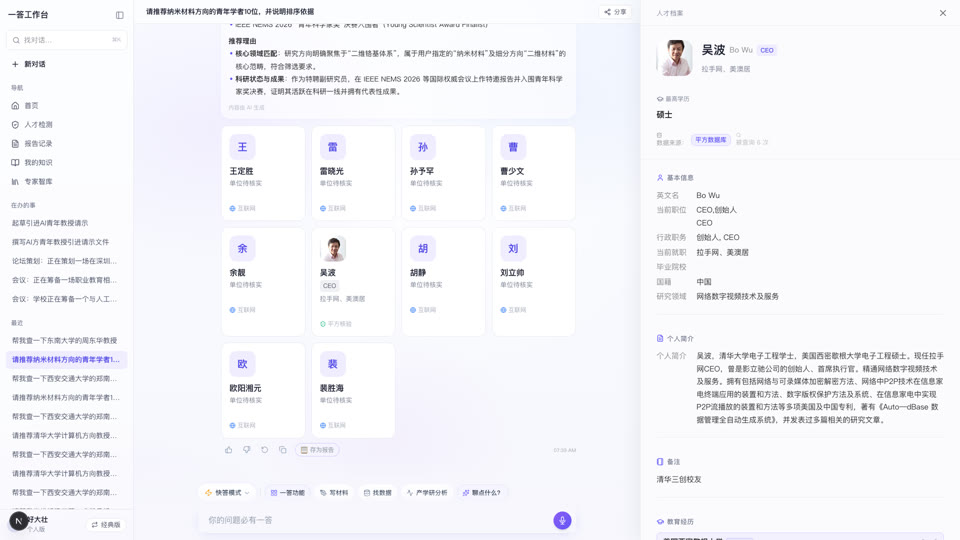 一答工作台
找对话...
⌘K
新对话
导航
首页
人才检测
报告记录
我的知识
专家智库
在办的事
起草引进AI青年教授请示
撰写AI方青年教授引进请示文件
论坛策划：正在策划一场在深圳...
会议：正在筹备一场职业教育相...
会议：学校正在筹备一个与人工...
最近
帮我查一下东南大学的周东华教授
请推荐纳米材料方向的青年学者1...
帮我查一下西安交通大学的郑南...
请推荐纳米材料方向的青年学者1...
帮我查一下西安交通大学的郑南...
请推荐清华大学计算机方向教授...
帮我查一下西安交通大学的郑南...
请推荐清华大学计算机方向教授...
帮我查一下西安交通大学的郑南...
N
好大壮
个人版
经典版
请推荐纳米材料方向的青年学者10位，并说明排序依据
分享
IEEE NEMS 2026 "青年科学家奖"决赛入围者（Young Scientist Award Finalist）
推荐理由
• 核心领域匹配：研究方向明确聚焦于"二维铬基体系"，属于用户指定的"纳米材料"及细分方向"二维材料"的
核心范畴，符合筛选要求。
• 科研状态与成果：作为特聘副研究员，在 IEEE NEMS 2026 等国际权威会议上作特邀报告并入围青年科学
家奖决赛，证明其活跃在科研一线并拥有代表性成果。
内容由 AI 生成
王
王定胜
单位待核实
互联网
雷
雷晓光
单位待核实
互联网
孙
孙予罕
单位待核实
互联网
曹
曹少文
单位待核实
互联网
余
余靓
单位待核实
互联网
吴波
CEO
拉手网、美澳居
平方核验
胡
胡静
单位待核实
互联网
刘
刘立帅
单位待核实
互联网
欧
欧阳湘元
单位待核实
互联网
裴
裴胜海
单位待核实
互联网
存为报告
07:06 AM
快答模式
一答功能
写材料
找数据
产学研分析
聊点什么?
你的问题必有一答
人才档案
吴波 Bo Wu CEO
拉手网、美澳居
最高学历
硕士
数据来源：
平方数据库
被查阅 6 次
基本信息
英文名 Bo Wu
当前职位 CEO,创始人
CEO
行政职务 创始人, CEO
当前就职 拉手网、美澳居
毕业院校
国籍 中国
研究领域 网络数字视频技术及服务
个人简介
个人简介 吴波，清华大学电子工程学士，美国西密歇根大学电子工程硕士。现任拉手
网CEO，曾是影立驰公司的创始人、首席执行官。精通网络数字视频技术
及服务。拥有包括网络与可录媒体加密解密方法、网络中P2P技术在信息家
电终端应用的装置和方法、数字版权保护方法及系统、在信息家电中实现
P2P流播放的装置和方法等多项美国及中国专利，著有《Auto—dBase 数
据管理全自动生成系统》，并发表过多篇相关的研究文章。
备注
清华三创校友
教育经历